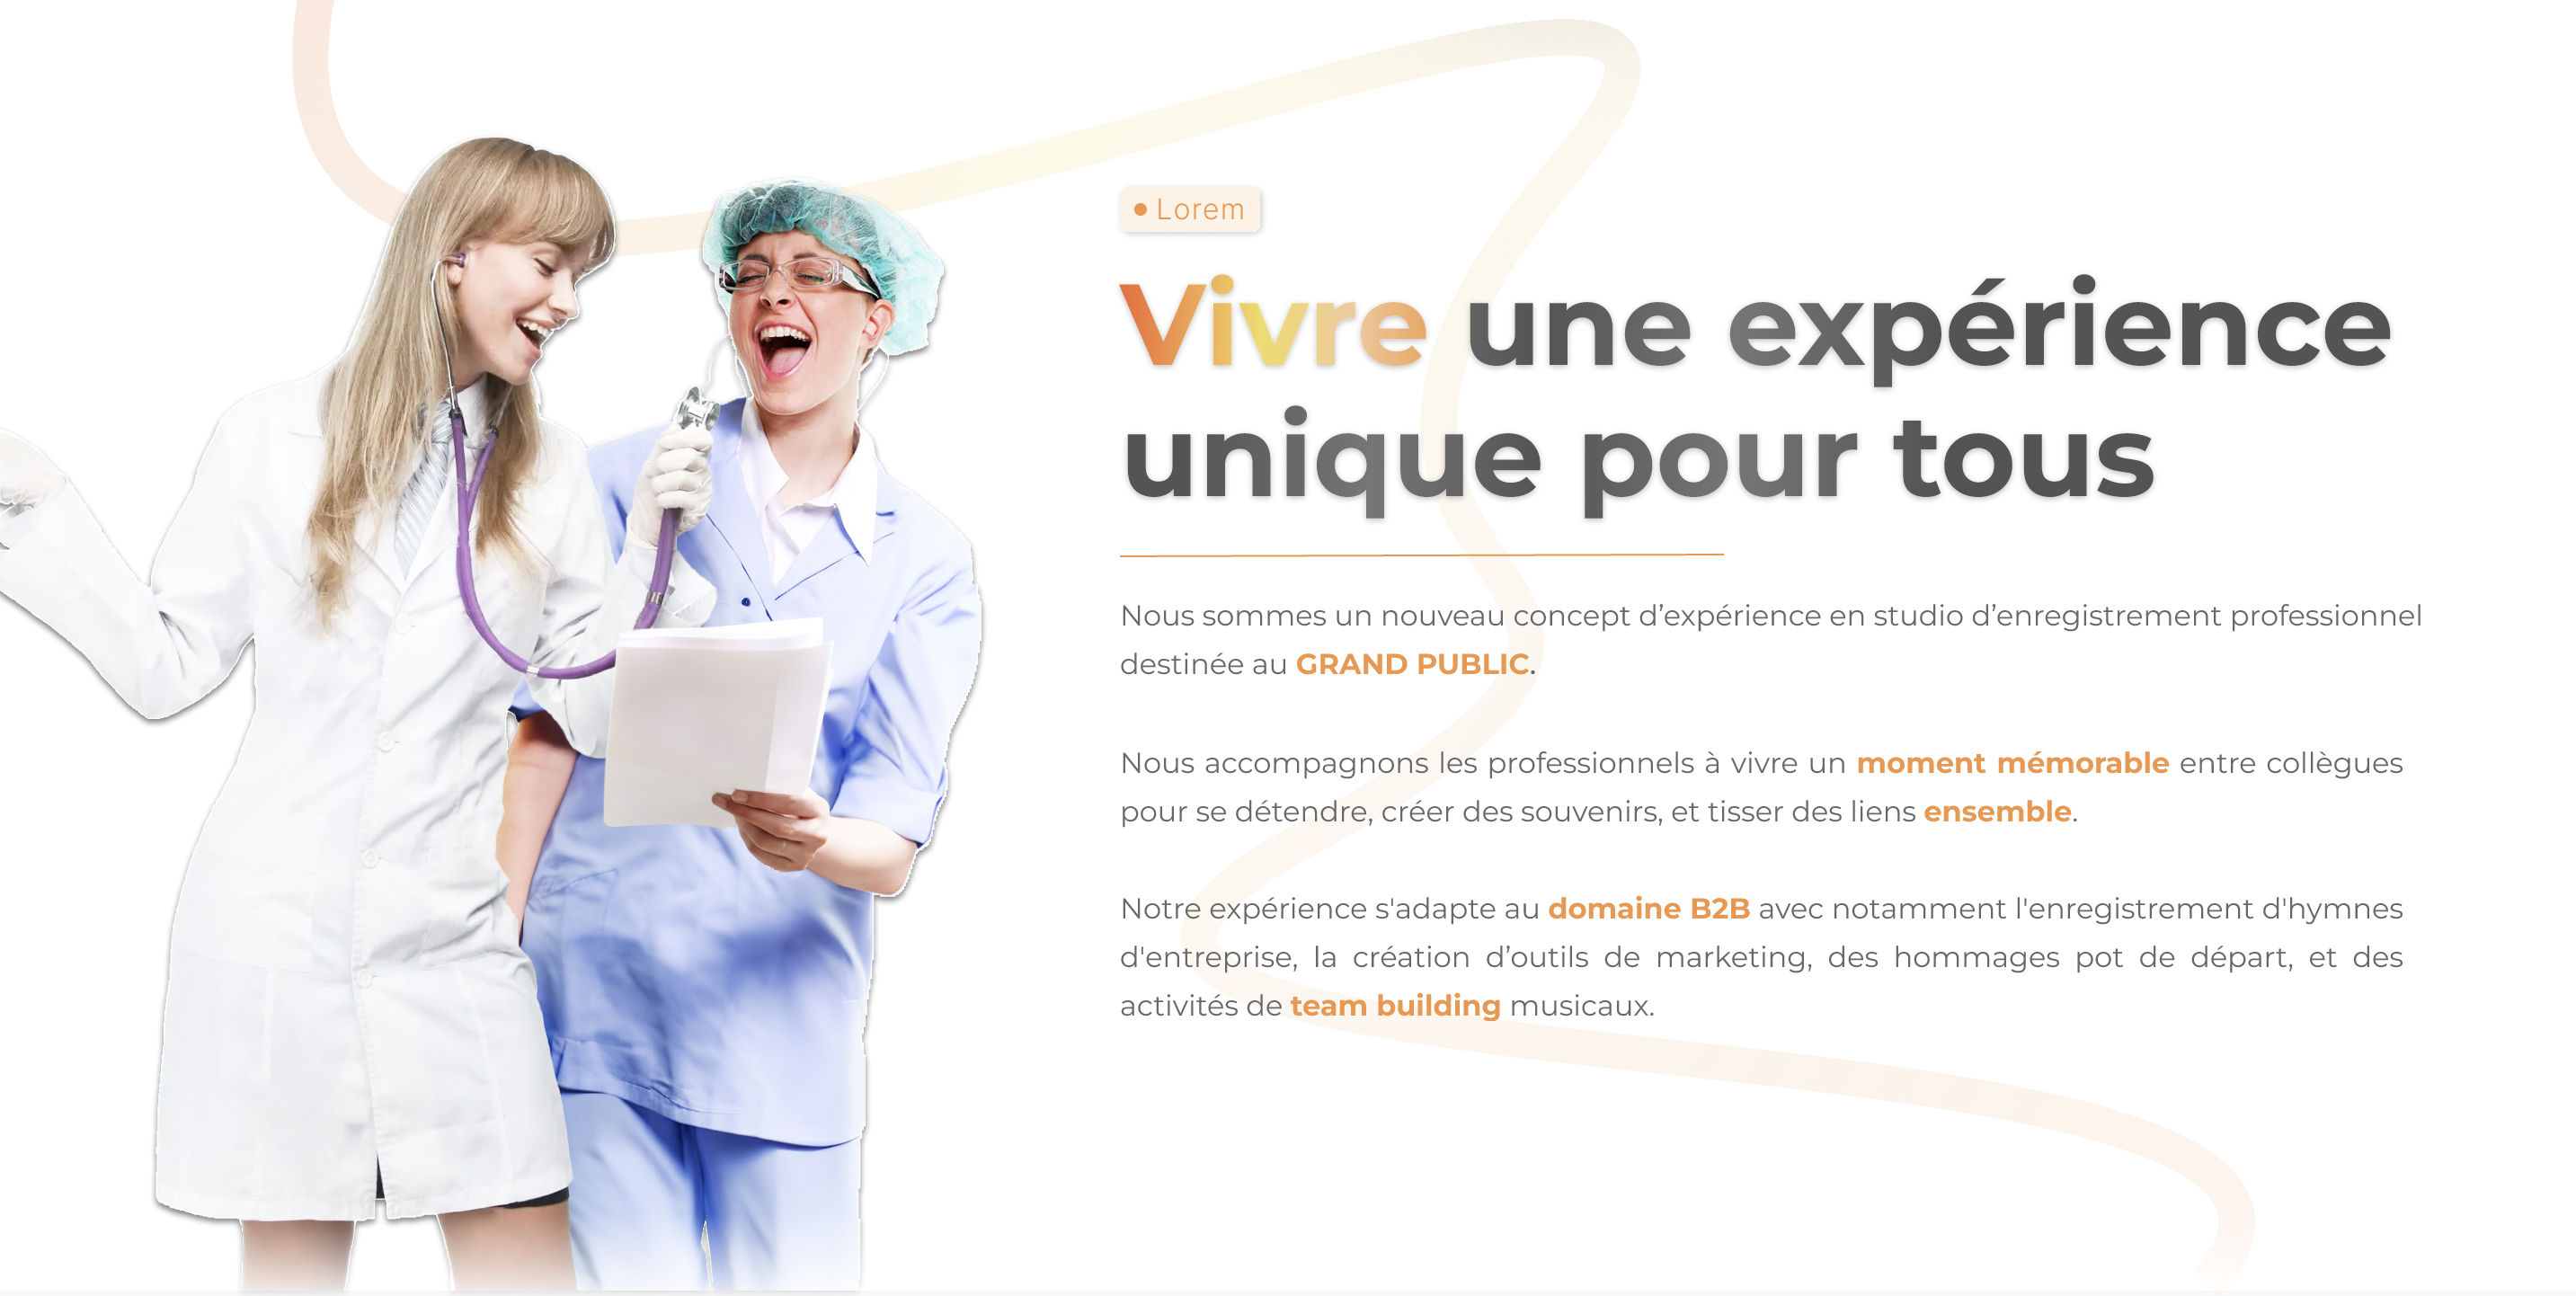 Lorem
Vivre une expérience
unique pour tous
Nous sommes un nouveau concept d’expérience en studio d’enregistrement professionnel
destinée au GRAND PUBLIC.
Nous accompagnons les professionnels à vivre un moment mémorable entre collègues
pour se détendre, créer des souvenirs, et tisser des liens ensemble.
Notre expérience s'adapte au domaine B2B avec notamment l'enregistrement d'hymnes
d'entreprise, la création d’outils de marketing, des hommages pot de départ, et des
activités de team building musicaux.